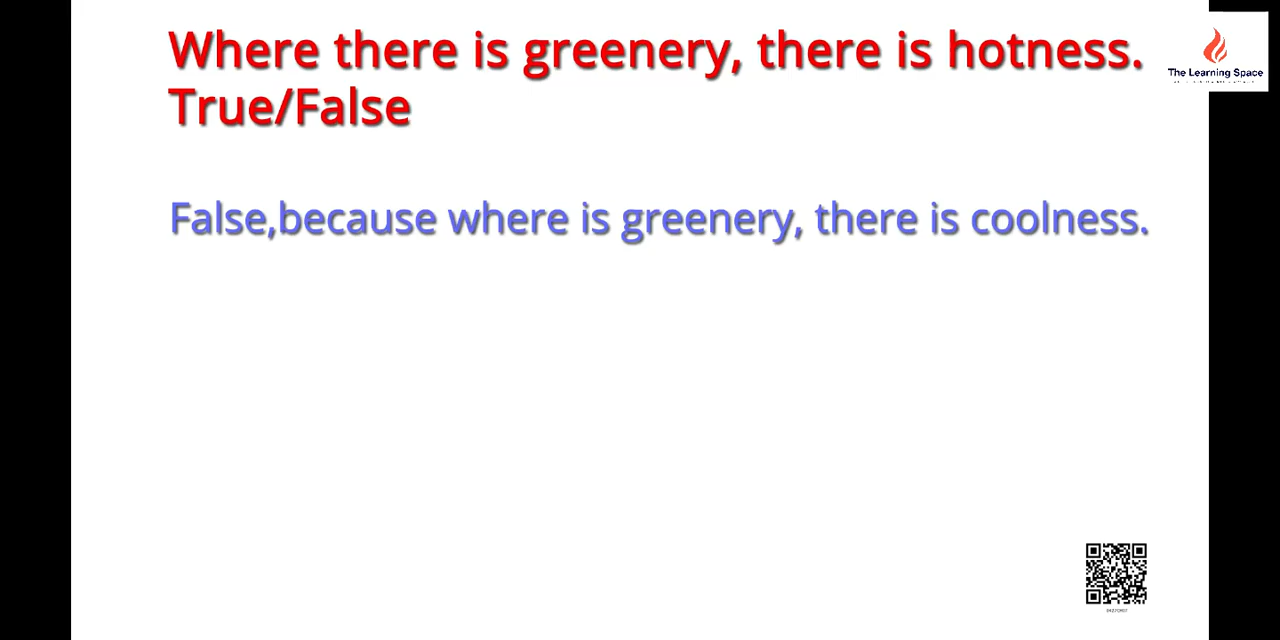 Where there is greenery, there is hotness.
True/False
The Learning Space
False,because where is greenery, there is coolness.